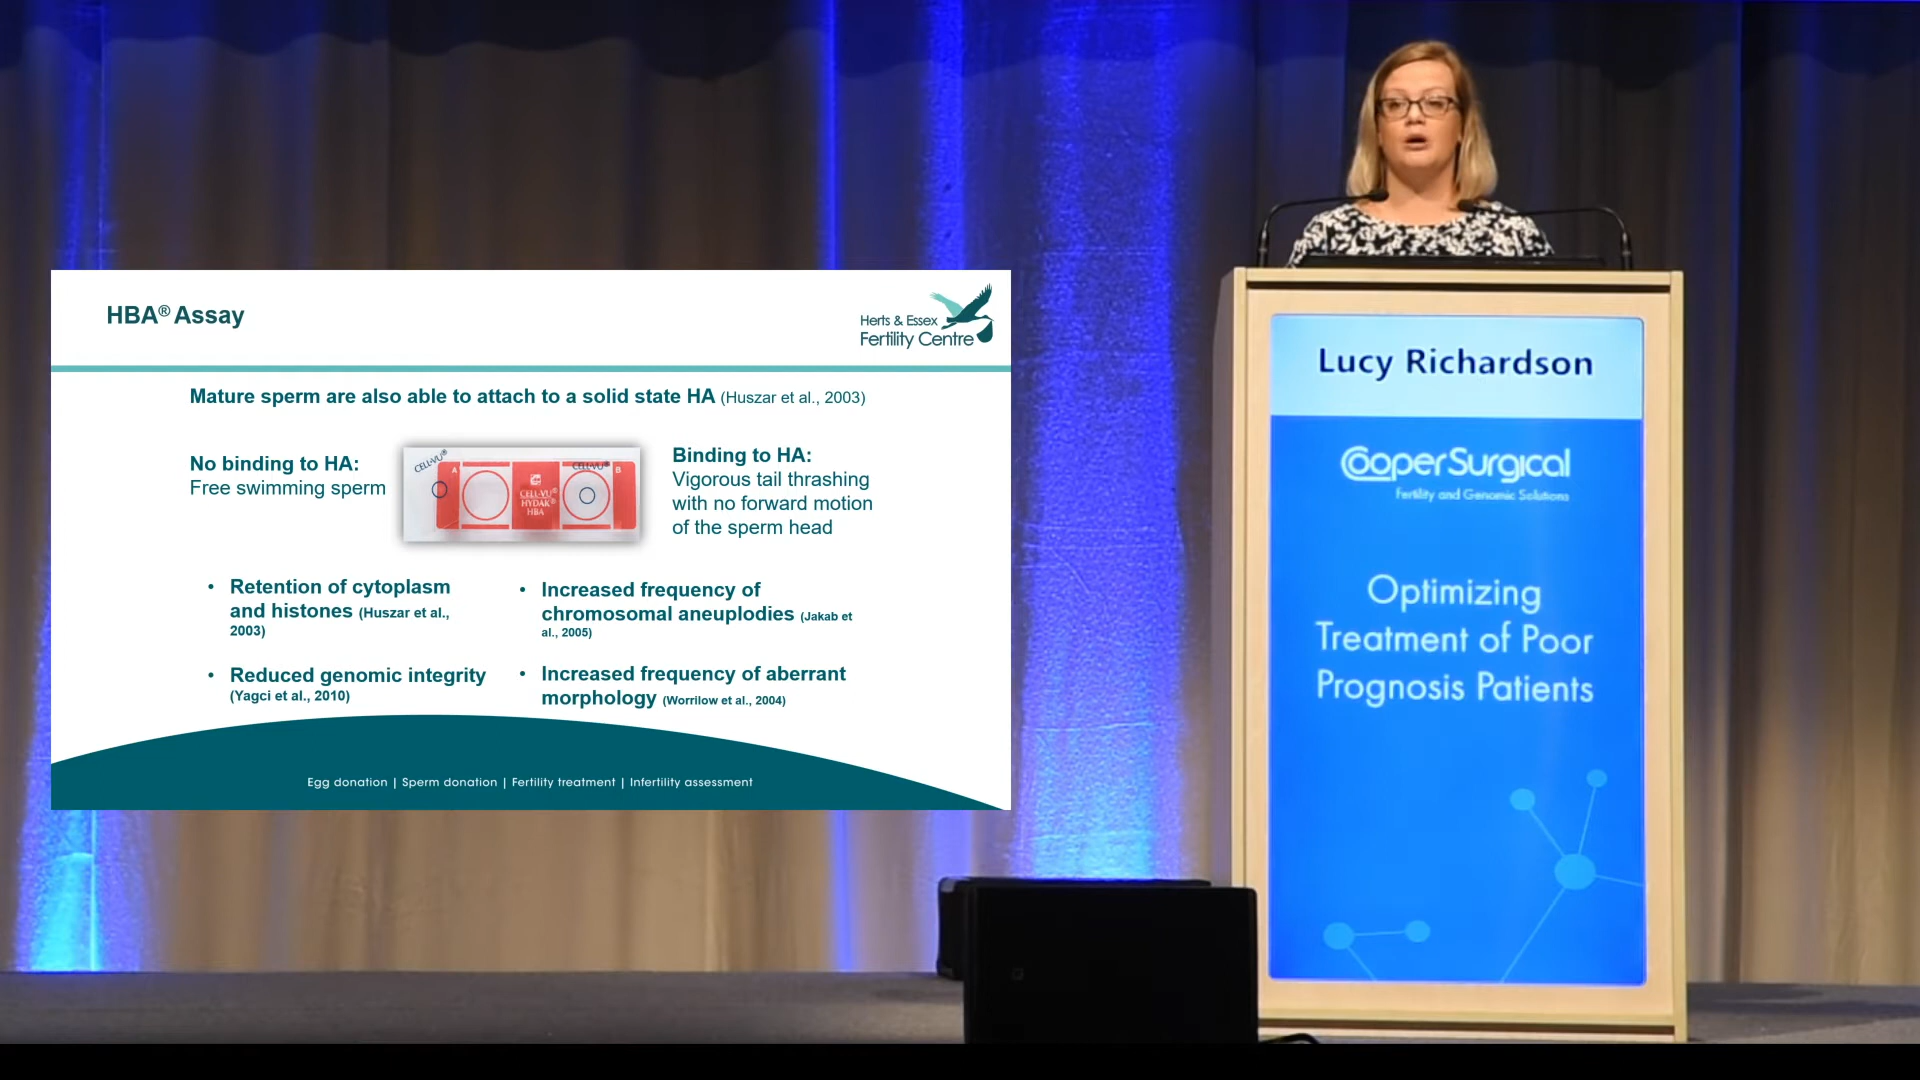 HBA® Assay
Herts & Essex
Fertility Centre
Mature sperm are also able to attach to a solid state HA (Huszar et al., 2003)
No binding to HA:
Free swimming sperm
CELL-VU®
CELL-VU®
A
B
CELL-VU®
HYDAK®
HBA
Binding to HA:
Vigorous tail thrashing
with no forward motion
of the sperm head
• Retention of cytoplasm
and histones (Huszar et al.,
2003)
• Reduced genomic integrity
(Yagci et al., 2010)
• Increased frequency of
chromosomal aneuplodies (Jakab et
al., 2005)
• Increased frequency of aberrant
morphology (Worrilow et al., 2004)
Egg donation | Sperm donation | Fertility treatment | Infertility assessment
Lucy Richardson
CooperSurgical
Fertility and Genomic Solutions
Optimizing
Treatment of Poor
Prognosis Patients